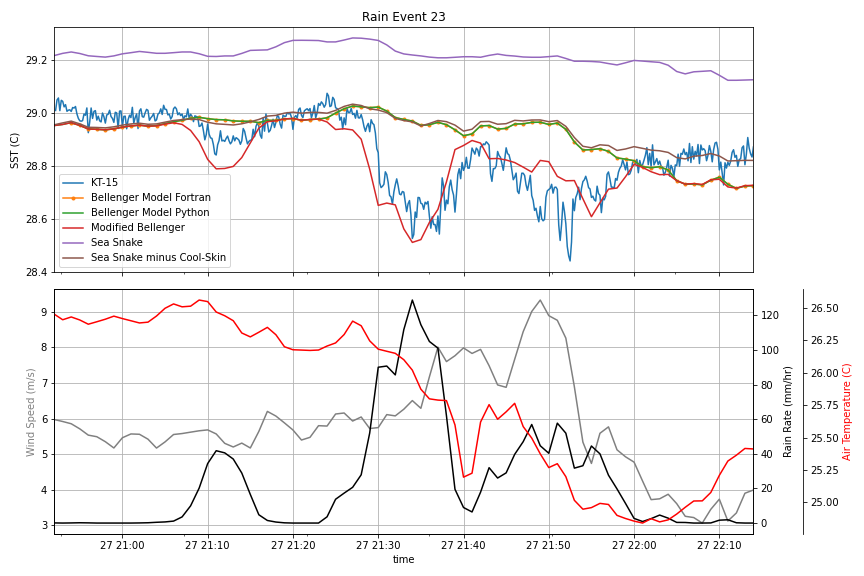 Rain Event 23
SST (C)
29.2
29.0
28.8
28.6
28.4
KT-15
Bellenger Model Fortran
Bellenger Model Python
Modified Bellenger
Sea Snake
Sea Snake minus Cool-Skin
Wind Speed (m/s)
9
8
7
6
5
4
3
120
100
80
60
40
20
0
Rain Rate (mm/hr)
26.50
26.25
26.00
25.75
25.50
25.25
25.00
Air Temperature (C)
27 21:00 27 21:10 27 21:20 27 21:30 27 21:40 27 21:50 27 22:00 27 22:10
time